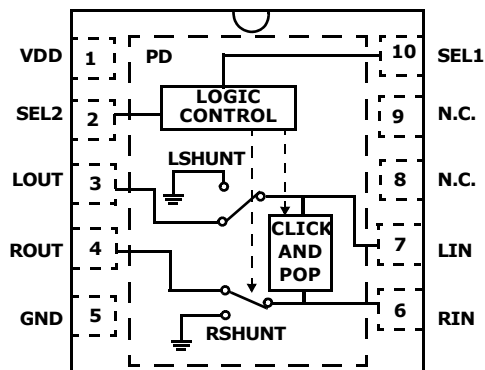 VDD 1 PD 10 SEL1
LOGIC
CONTROL
SEL2 2 9 N.C.
LSHUNT
LOUT 3 8 N.C.
CLICK
AND
POP
ROUT 4 7 LIN
GND 5 6 RIN
RSHUNT